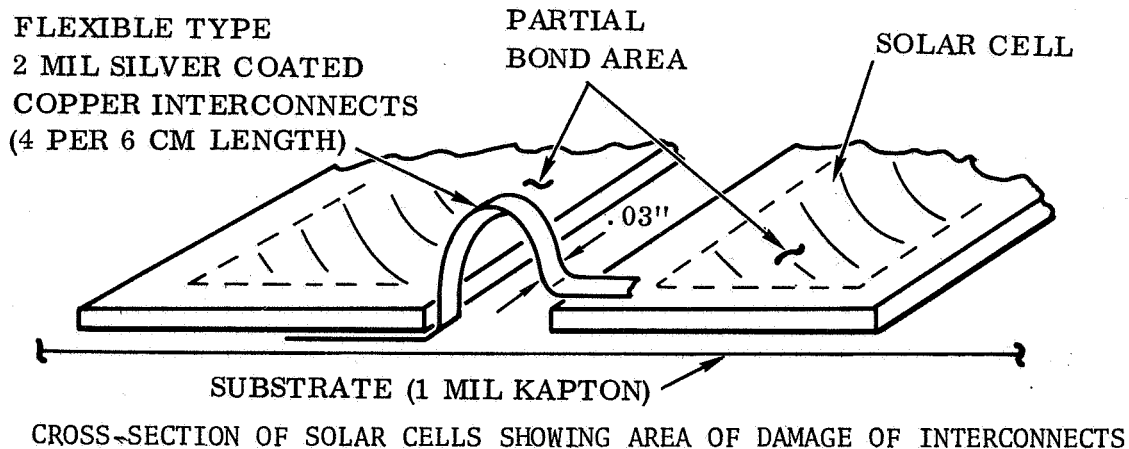 FLEXIBLE TYPE
2 MIL SILVER COATED
COPPER INTERCONNECTS
(4 PER 6 CM LENGTH)
PARTIAL
BOND AREA
SOLAR CELL
.03"
SUBSTRATE (1 MIL KAPTON)
CROSS-SECTION OF SOLAR CELLS SHOWING AREA OF DAMAGE OF INTERCONNECTS